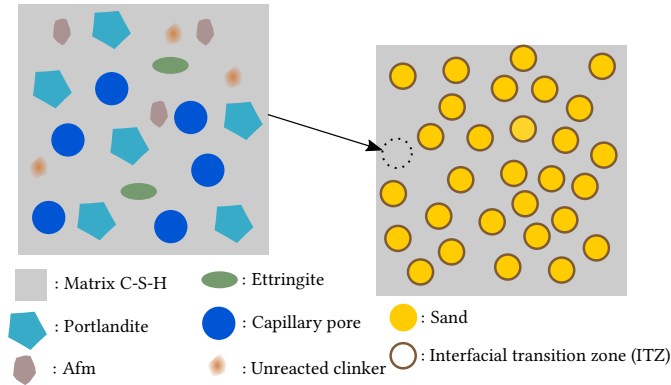 : Matrix C-S-H
: Ettringite
: Portlandite
: Capillary pore
: Sand
: Afm
: Unreacted clinker
: Interfacial transition zone (ITZ)